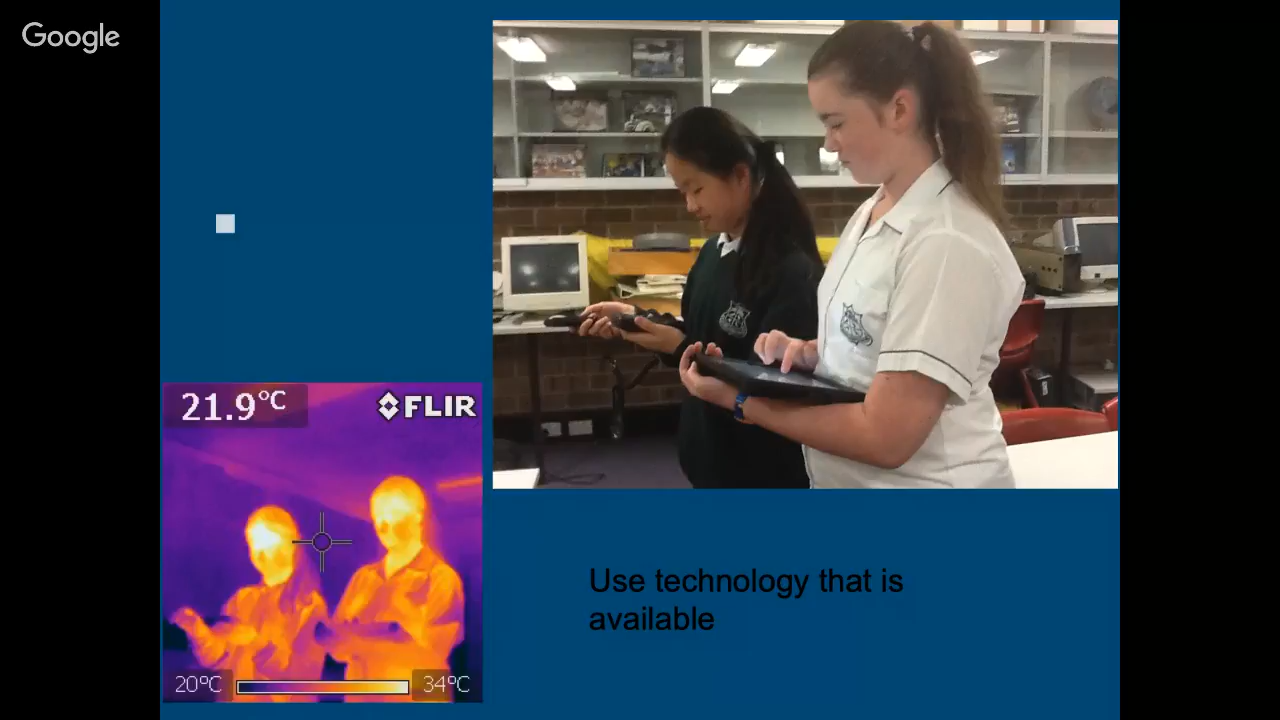 Google
21.9°C
FLIR
20°C
34°C
Use technology that is
available